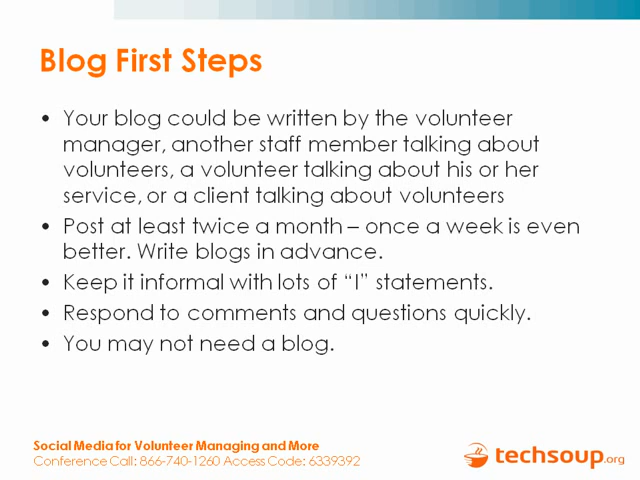 Blog First Steps
• Your blog could be written by the volunteer
manager, another staff member talking about
volunteers, a volunteer talking about his or her
service, or a client talking about volunteers
• Post at least twice a month – once a week is even
better. Write blogs in advance.
• Keep it informal with lots of “I” statements.
• Respond to comments and questions quickly.
• You may not need a blog.
Social Media for Volunteer Managing and More
Conference Call: 866-740-1260 Access Code: 6339392
techsoup.org